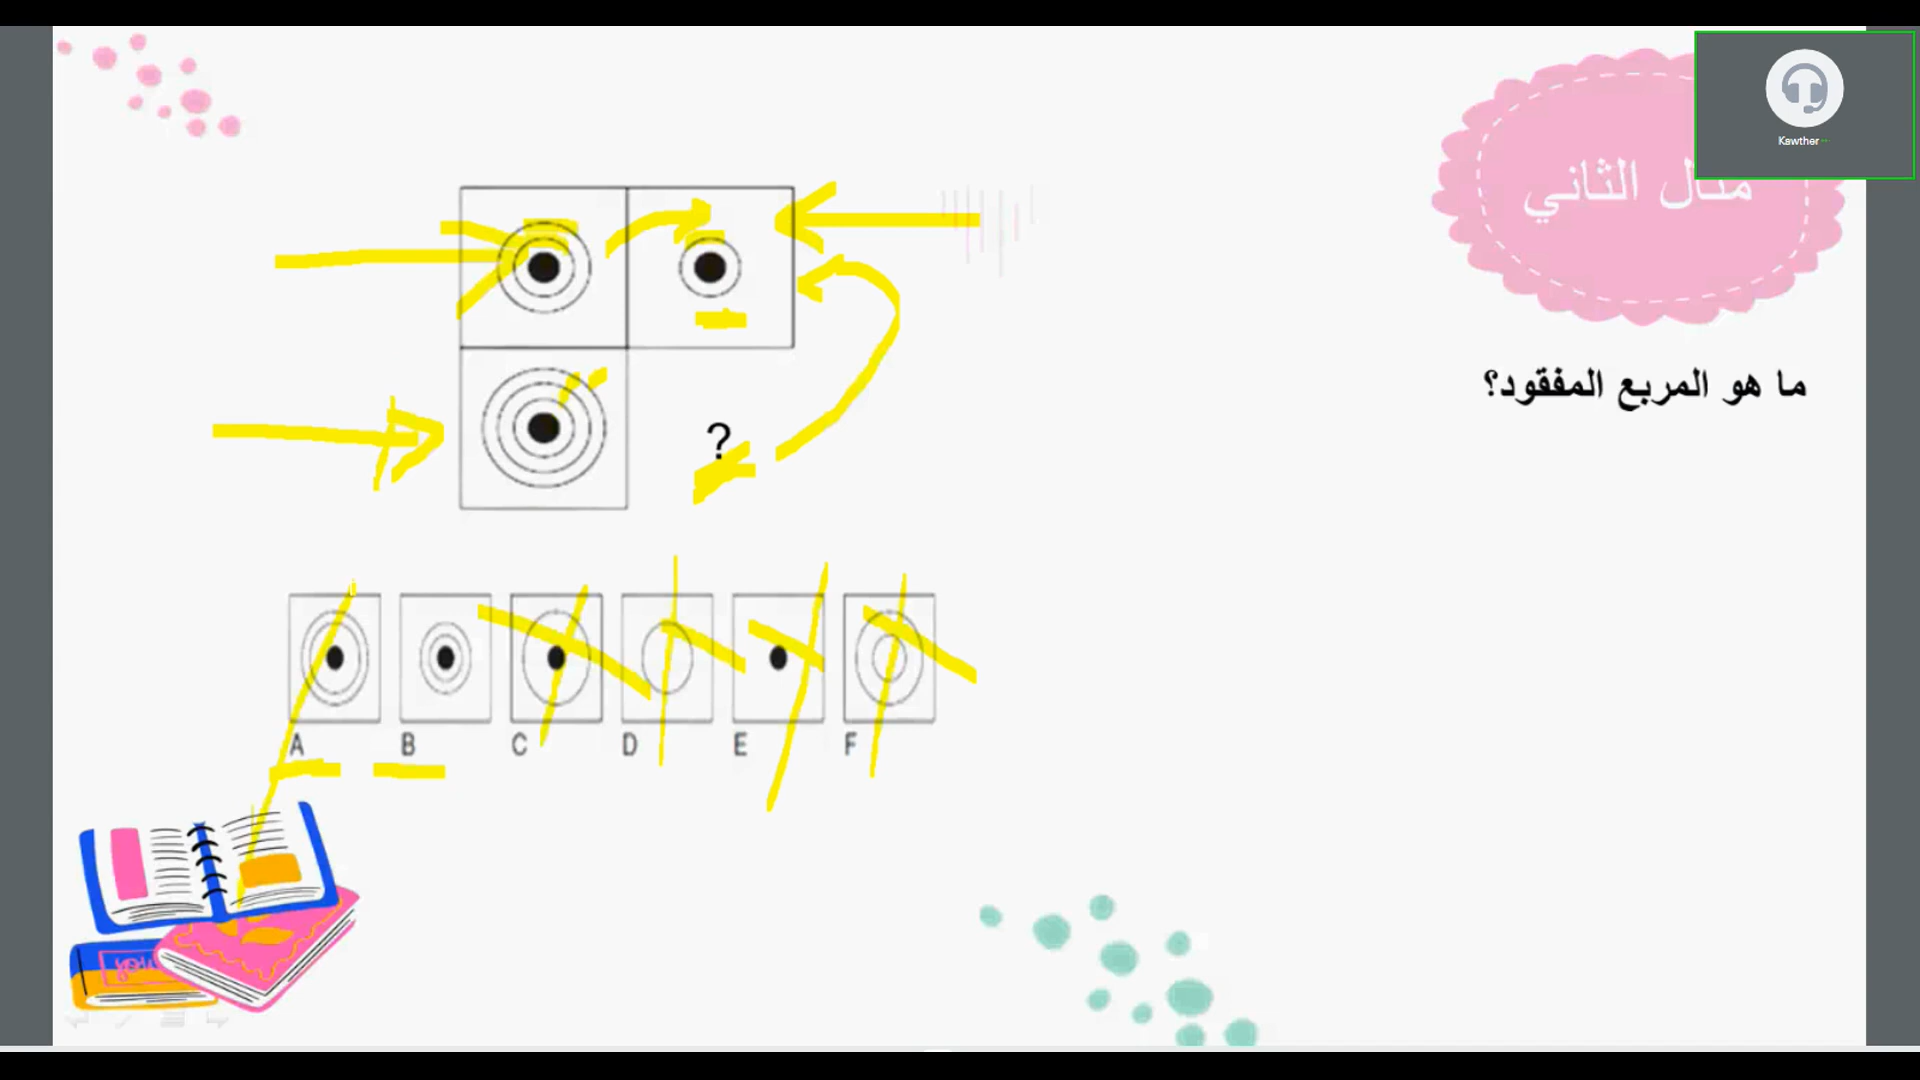 Kawther
مثال الثاني
ما هو المربع المفقود؟
?
A B C D E F